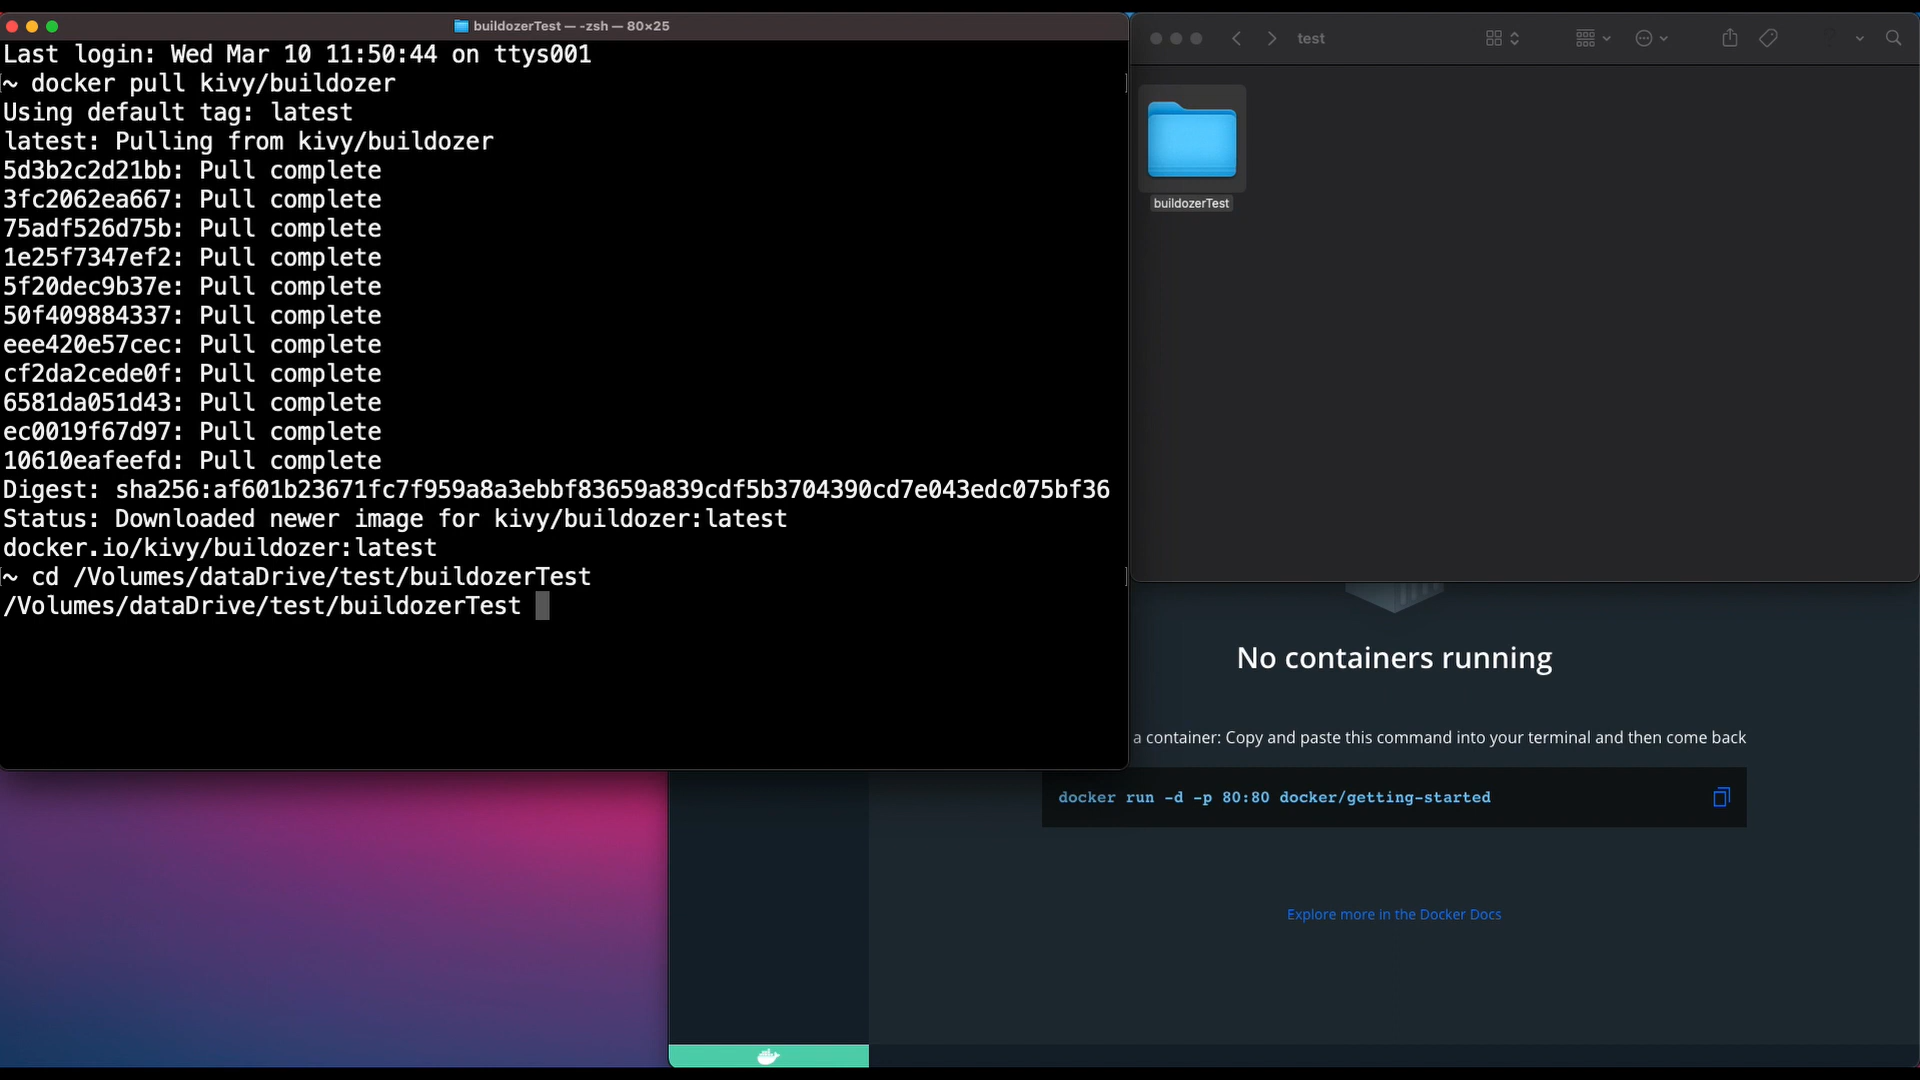 buildozerTest — -zsh — 80×25
Last login: Wed Mar 10 11:50:44 on ttys001
~ docker pull kivy/buildozer
Using default tag: latest
latest: Pulling from kivy/buildozer
5d3b2c2d21bb: Pull complete
3fc2062ea667: Pull complete
75adf526d75b: Pull complete
1e25f7347ef2: Pull complete
5f20dec9b37e: Pull complete
50f409884337: Pull complete
eee420e57cec: Pull complete
cf2da2cede0f: Pull complete
6581da051d43: Pull complete
ec0019f67d97: Pull complete
10610eafeefd: Pull complete
Digest: sha256:af601b23671fc7f959a8a3ebbf83659a839cdf5b3704390cd7e043edc075bf36
Status: Downloaded newer image for kivy/buildozer:latest
docker.io/kivy/buildozer:latest
~ cd /Volumes/dataDrive/test/buildozerTest
/Volumes/dataDrive/test/buildozerTest
test
buildozerTest
No containers running
a container: Copy and paste this command into your terminal and then come back
docker run -d -p 80:80 docker/getting-started
Explore more in the Docker Docs